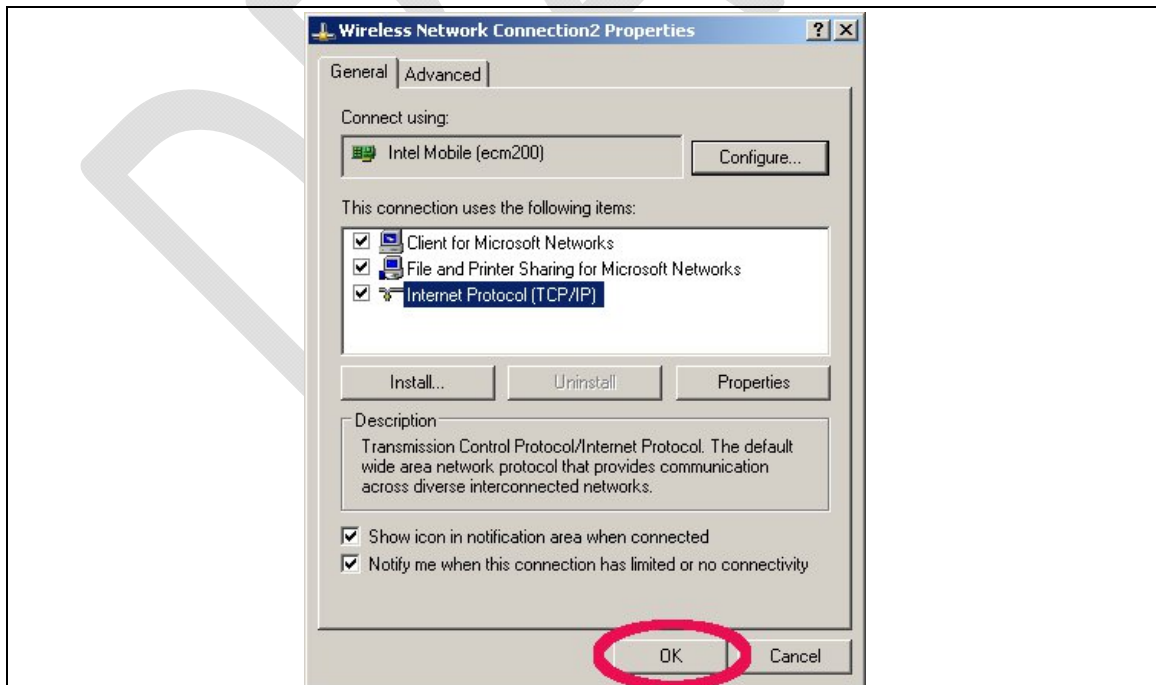 Wireless Network Connection2 Properties
General Advanced
Connect using:
Intel Mobile (ecm200) Configure...
This connection uses the following items:
Client for Microsoft Networks
File and Printer Sharing for Microsoft Networks
Internet Protocol (TCP/IP)
Install... Uninstall Properties
Description
Transmission Control Protocol/Internet Protocol. The default
wide area network protocol that provides communication
across diverse interconnected networks.
Show icon in notification area when connected
Notify me when this connection has limited or no connectivity
OK Cancel